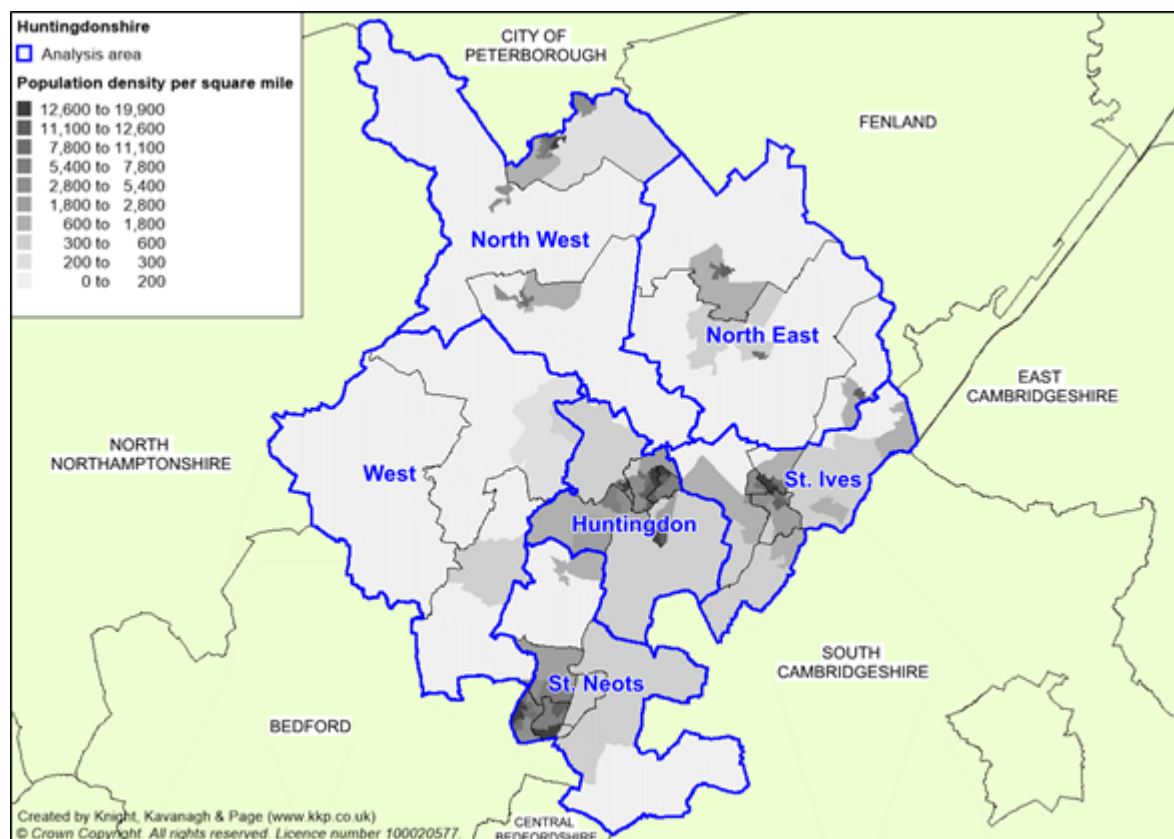 Huntingdonshire
Analysis area
Population density per square mile
12,600 to 19,900
11,100 to 12,600
7,800 to 11,100
5,400 to 7,800
2,800 to 5,400
1,800 to 2,800
600 to 1,800
300 to 600
200 to 300
0 to 200
CITY OF
PETERBOROUGH
FENLAND
North West
North East
EAST
CAMBRIDGESHIRE
NORTH
NORTHAMPTONSHIRE
West
St. Ives
Huntingdon
SOUTH
CAMBRIDGESHIRE
St. Neots
BEDFORD
CENTRAL
BEDFORDSHIRE
Created by Knight, Kavanagh & Page (www.kkp.co.uk)
© Crown Copyright. All rights reserved. Licence number 100020577.